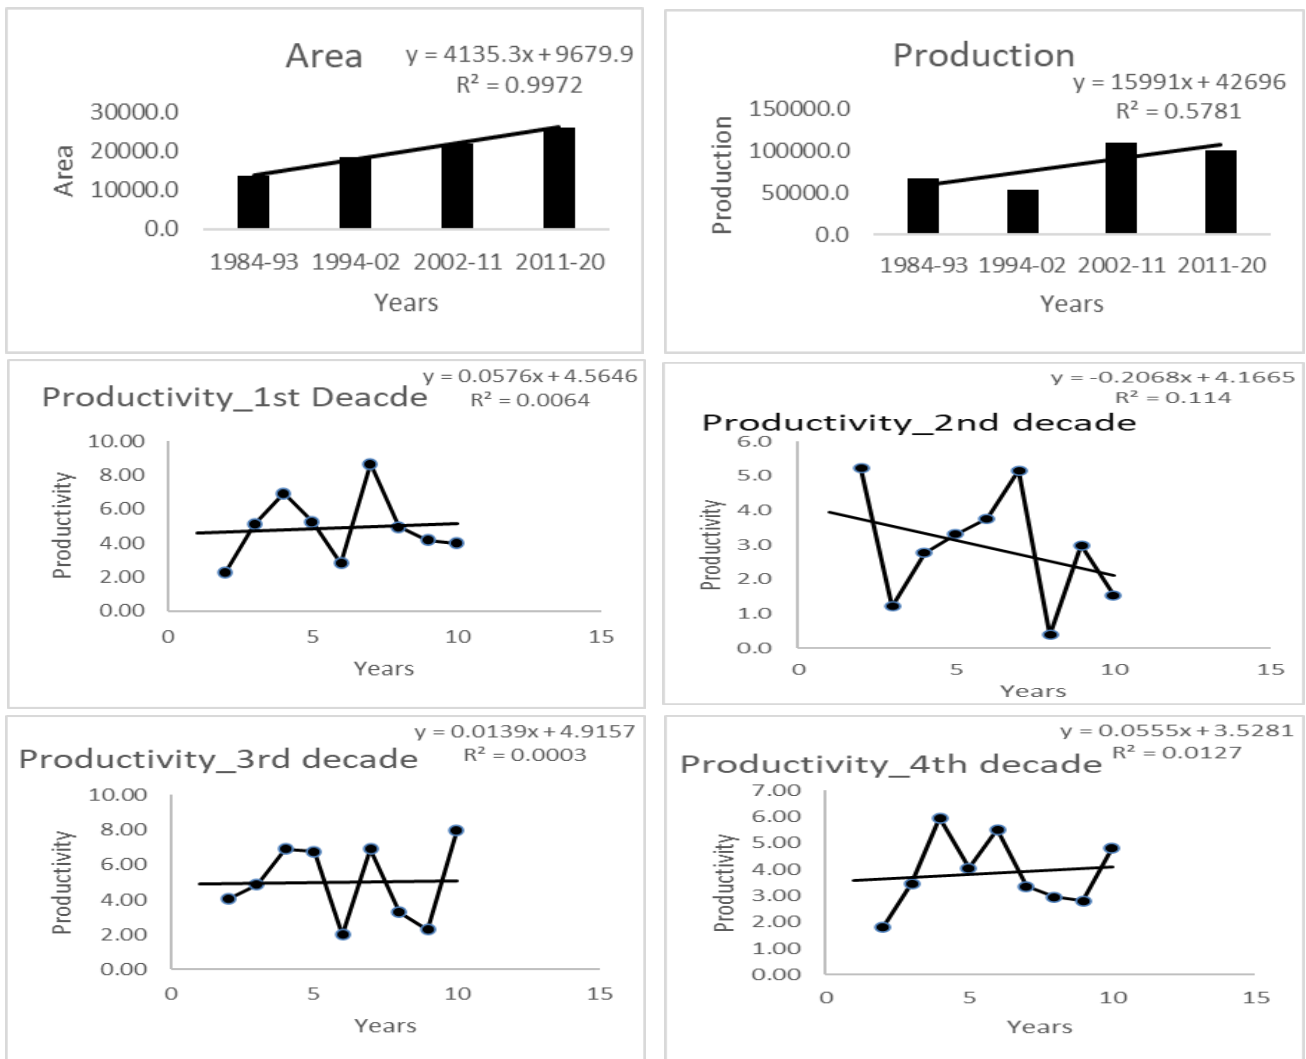 Area
y = 4135.3x + 9679.9
R² = 0.9972
30000.0
20000.0
10000.0
0.0
Area
1984-93 1994-02 2002-11 2011-20
Years
Production
y = 15991x + 42696
R² = 0.5781
150000.0
100000.0
50000.0
0.0
Production
1984-93 1994-02 2002-11 2011-20
Years
Productivity_1st Deacde
y = 0.0576x + 4.5646
R² = 0.0064
10.00
8.00
6.00
4.00
2.00
0.00
Productivity
0 5 10 15
Years
y = -0.2068x + 4.1665
R² = 0.114
Productivity_2nd decade
6.0
5.0
4.0
3.0
2.0
1.0
0.0
Productivity
0 5 10 15
Years
y = 0.0139x + 4.9157
R² = 0.0003
Productivity_3rd decade
10.00
8.00
6.00
4.00
2.00
0.00
Productivity
0 5 10 15
Years
y = 0.0555x + 3.5281
R² = 0.0127
Productivity_4th decade
7.00
6.00
5.00
4.00
3.00
2.00
1.00
0.00
Productivity
0 5 10 15
Years